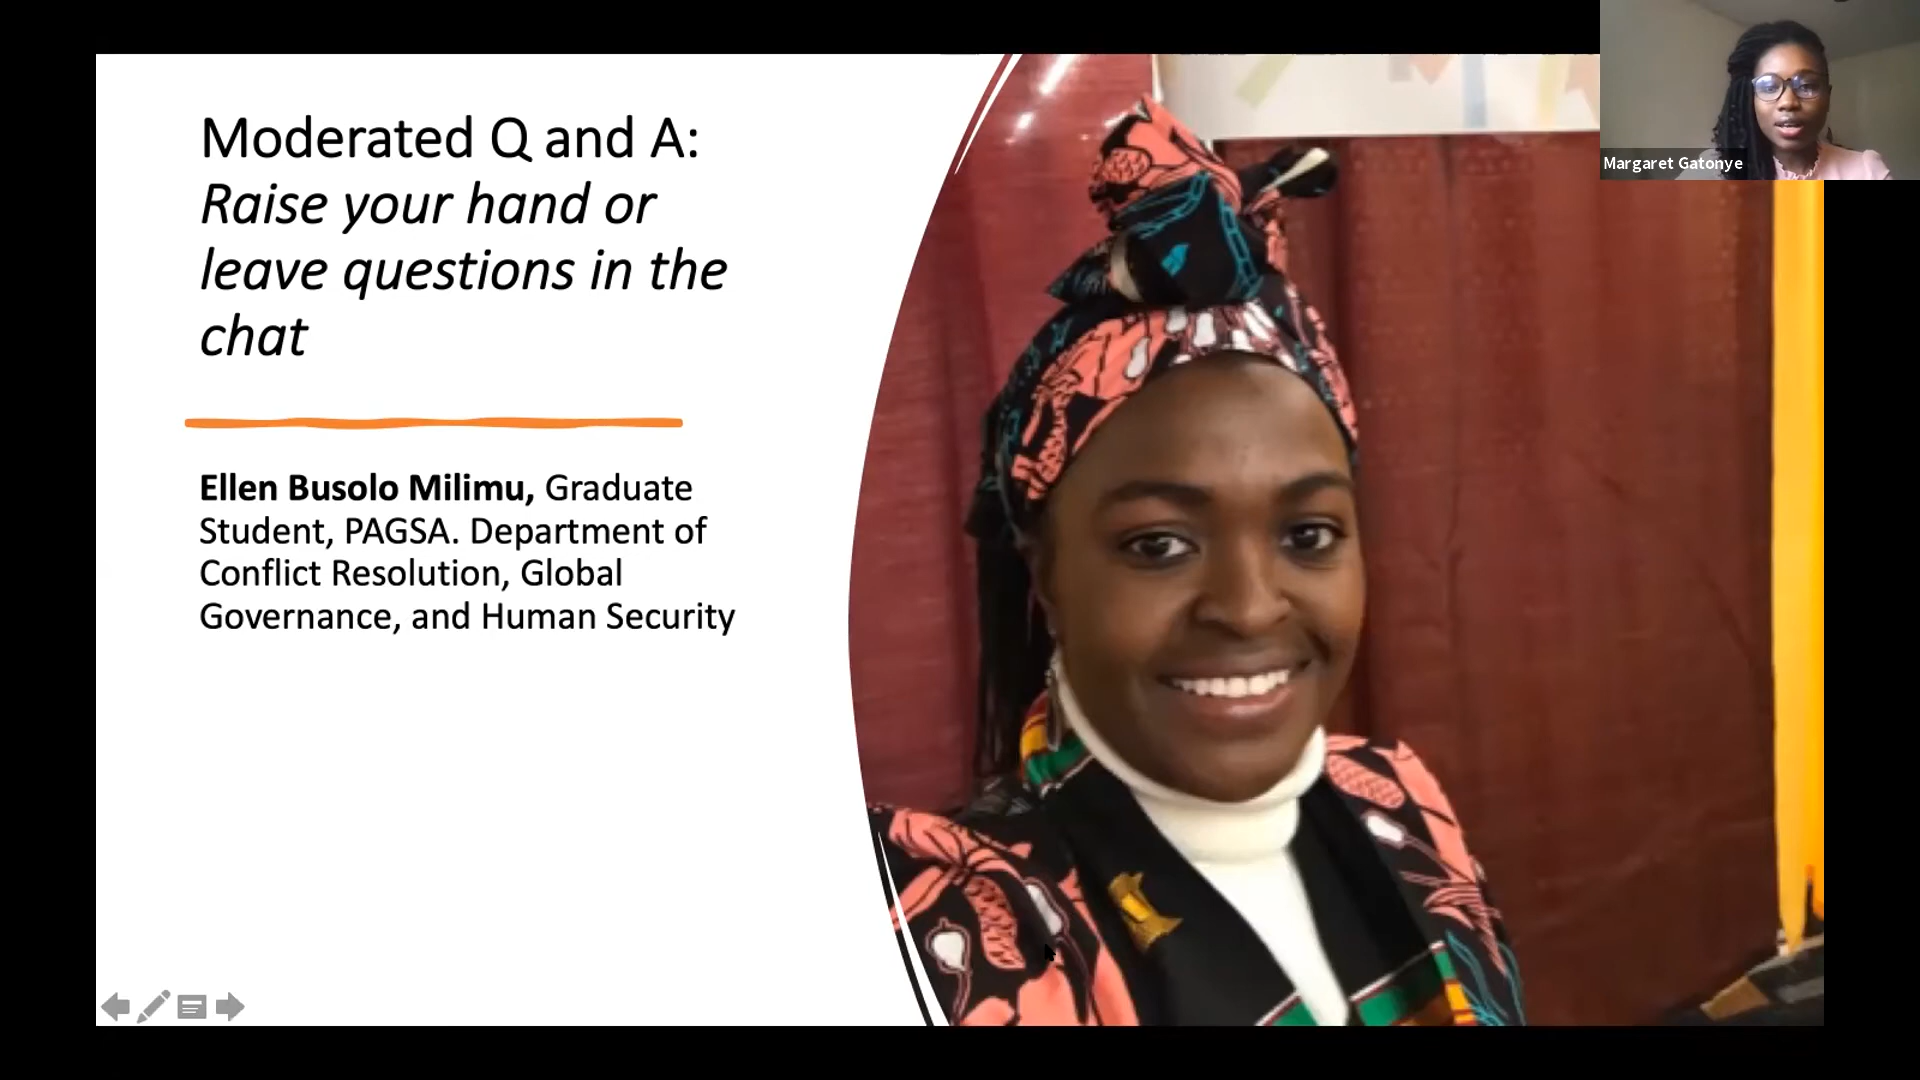 Moderated Q and A:
Raise your hand or
leave questions in the
chat
Ellen Busolo Milimu, Graduate
Student, PAGSA. Department of
Conflict Resolution, Global
Governance, and Human Security
Margaret Gatonye